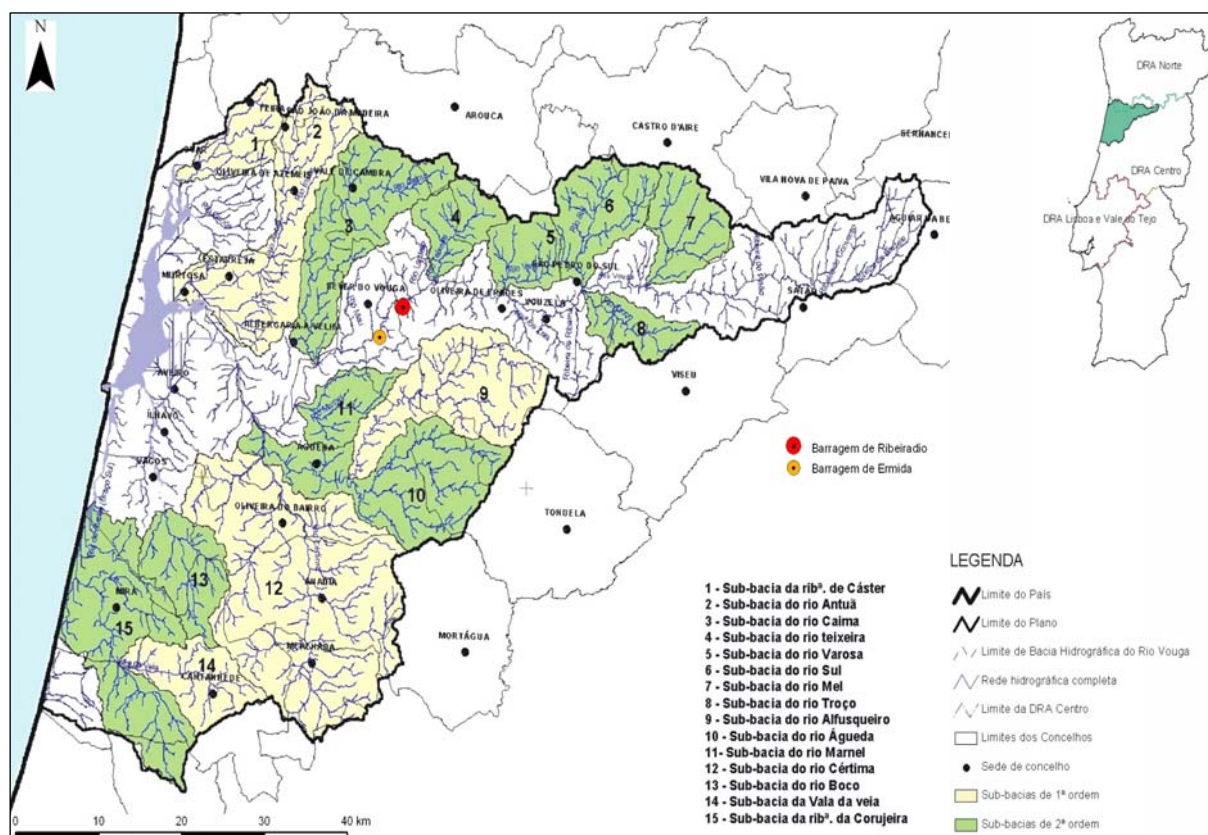 N
DRA Norte
DRA Centro
DRA Lisboa e Vale do Tejo
FEIRA
SÃO JOÃO DA MADEIRA
AROUCA
CASTRO D'AIRE
SERNANCE
1
2
OVAR
OLIVEIRA DE AZEMEIS
VALE DE CAMBRA
VILA NOVA DE PAIVA
3
4
5
6
7
AGUIAR DA BE
SÃO PEDRO DO SUL
ESTARREJA
MURTOSA
SEVER DO VOUGA
OLIVEIRA DE FRADES
VOUZELA
SATAO
ALBERGARIA-A-VELHA
8
AVEIRO
VISEU
9
11
ÍLHAVO
AGUEDA
VAGOS
10
Barragem de Ribeiradio
Barragem de Ermida
OLIVEIRA DO BAIRRO
TONDELA
13
12
ANADIA
MIRA
15
MORTÁGUA
MEALHADA
14
CANTANHEDE
1 - Sub-bacia da ribª. de Cáster
2 - Sub-bacia do rio Antuã
3 - Sub-bacia do rio Caima
4 - Sub-bacia do rio teixeira
5 - Sub-bacia do rio Varosa
6 - Sub-bacia do rio Sul
7 - Sub-bacia do rio Mel
8 - Sub-bacia do rio Troço
9 - Sub-bacia do rio Alfusqueiro
10 - Sub-bacia do rio Águeda
11 - Sub-bacia do rio Marnel
12 - Sub-bacia do rio Cértima
13 - Sub-bacia do rio Boco
14 - Sub-bacia da Vala da veia
15 - Sub-bacia da ribª. da Corujeira
LEGENDA
Limite do País
Limite do Plano
Limite de Bacia Hidrográfica do Rio Vouga
Rede hidrográfica completa
Limite da DRA Centro
Limites dos Concelhos
Sede de concelho
Sub-bacias de 1ª ordem
Sub-bacias de 2ª ordem
0 10 20 30 40 km